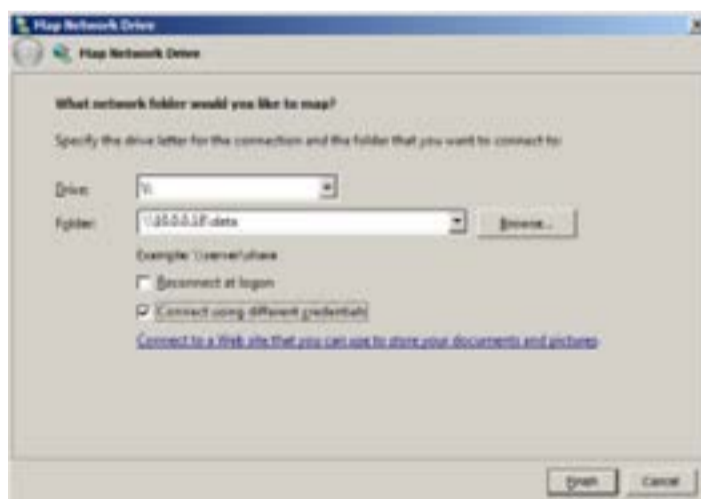 Map Network Drive
Map Network Drive
What network folder would you like to map?
Specify the drive letter for the connection and the folder that you want to connect to:
Drive:
Folder: data Browse...
Example: \\server\share
Reconnect at logon
Connect using different credentials
Connect to a Web site that you can use to store your documents and pictures.
Finish Cancel